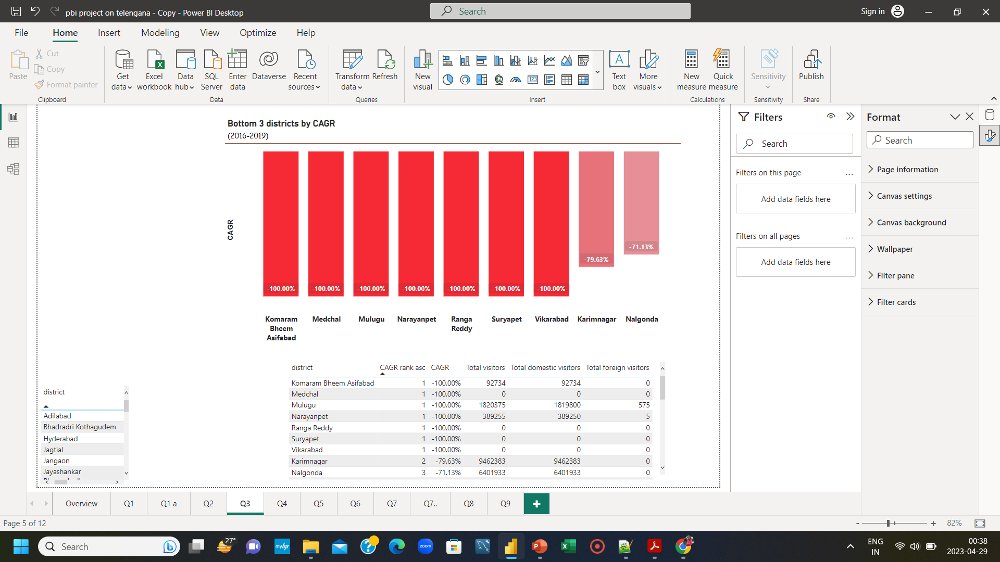 pbi project on telengana - Copy - Power BI Desktop
Search
Sign in
File Home Insert Modeling View Optimize Help
Paste
Cut
Copy
Format painter
Clipboard
Get data
Excel workbook
Data hub
SQL Server
Enter data
Dataverse
Recent sources
Data
Transform data
Refresh
Queries
New visual
123
A
Text box
More visuals
Insert
New measure
Quick measure
Calculations
Sensitivity
Sensitivity
Publish
Share
Bottom 3 districts by CAGR
(2016-2019)
CAGR
-100.00% -100.00% -100.00% -100.00% -100.00% -100.00% -100.00% -79.63% -71.13%
Komaram Bheem Asifabad
Medchal
Mulugu
Narayanpet
Ranga Reddy
Suryapet
Vikarabad
Karimnagar
Nalgonda
district CAGR rank asc CAGR Total visitors Total domestic visitors Total foreign visitors
Komaram Bheem Asifabad 1 -100.00% 92734 92734 0
Medchal 1 -100.00% 0 0 0
Mulugu 1 -100.00% 1820375 1819800 575
Narayanpet 1 -100.00% 389255 389250 5
Ranga Reddy 1 -100.00% 0 0 0
Suryapet 1 -100.00% 0 0 0
Vikarabad 1 -100.00% 0 0 0
Karimnagar 2 -79.63% 9462383 9462383 0
Nalgonda 3 -71.13% 6401933 6401933 0
district
Adilabad
Bhadradri Kothagudem
Hyderabad
Jagtial
Jangaon
Jayashankar
Filters
Search
Filters on this page ...
Add data fields here
Filters on all pages ...
Add data fields here
Format
Search
Page information
Canvas settings
Canvas background
Wallpaper
Filter pane
Filter cards
Overview Q1 Q1 a Q2 Q3 Q4 Q5 Q6 Q7 Q7.. Q8 Q9 +
Page 5 of 12
- + 82%
Search
27°
myhp
zoom
ENG
IN
00:38
2023-04-29